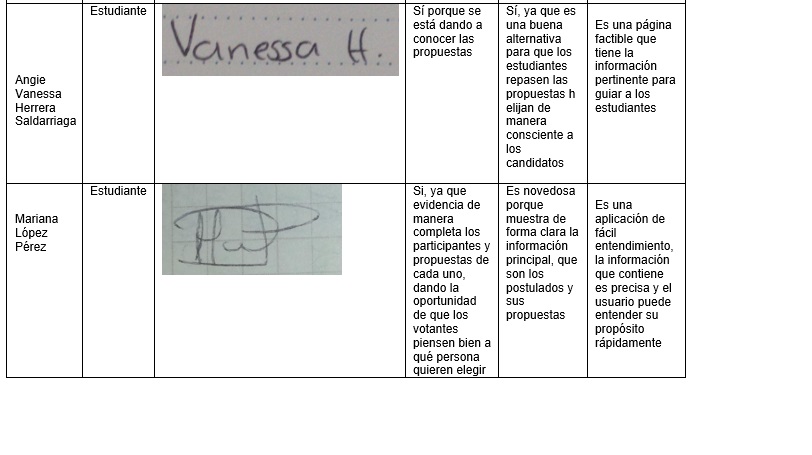 Angie
Vanessa
Herrera
Saldarriaga
Estudiante
Vanessa H.
Sí porque se
está dando a
conocer las
propuestas
Sí, ya que es
una buena
alternativa
para que los
estudiantes
repasen las
propuestas h
elijan de
manera
consciente a
los
candidatos
Es una página
factible que
tiene la
información
pertinente para
guiar a los
estudiantes
Mariana
López
Pérez
Estudiante
Si, ya que
evidencia de
manera
completa los
participantes y
propuestas de
cada uno,
dando la
oportunidad
de que los
votantes
piensen bien a
qué persona
quieren elegir
Es novedosa
porque
muestra de
forma clara la
información
principal, que
son los
postulados y
sus
propuestas
Es una
aplicación de
fácil
entendimiento,
la información
que contiene
es precisa y el
usuario puede
entender su
propósito
rápidamente